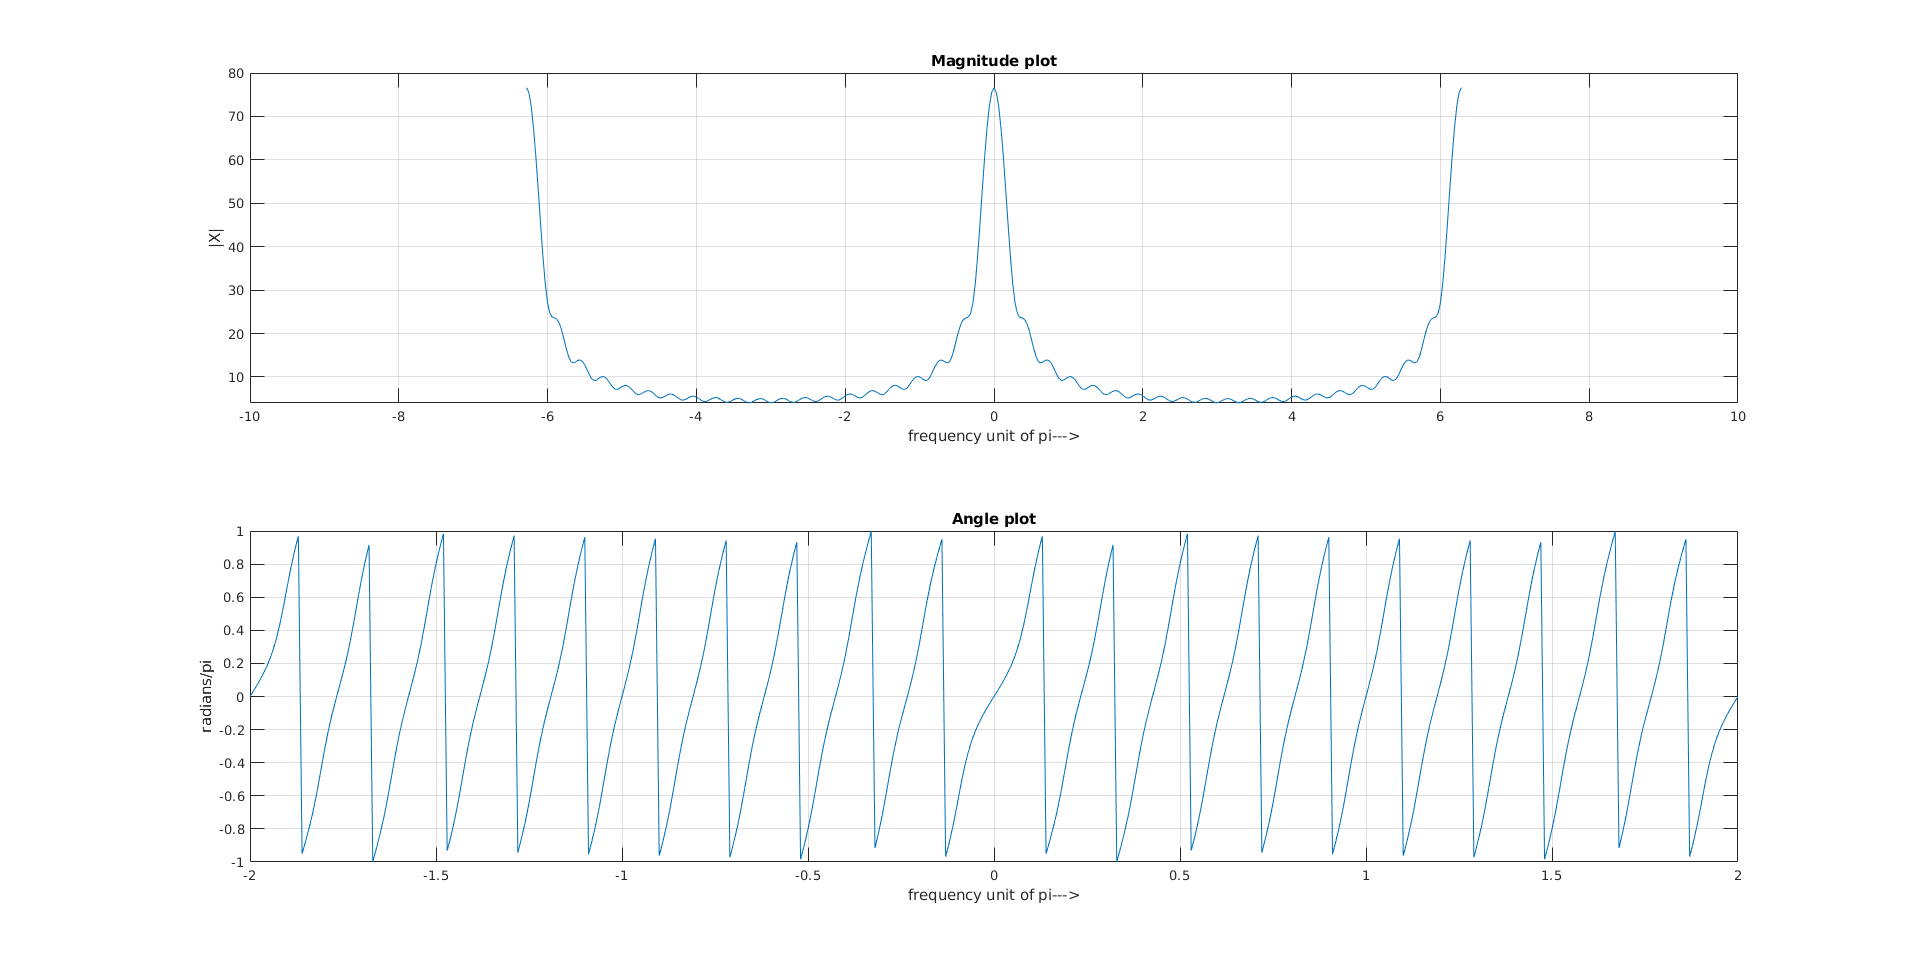 Magnitude plot
80
70
60
50
40
30
20
10
|X|
-10 -8 -6 -4 -2 0 2 4 6 8 10
frequency unit of pi--->
Angle plot
1
0.8
0.6
0.4
0.2
0
-0.2
-0.4
-0.6
-0.8
-1
radians/pi
-2 -1.5 -1 -0.5 0 0.5 1 1.5 2
frequency unit of pi--->